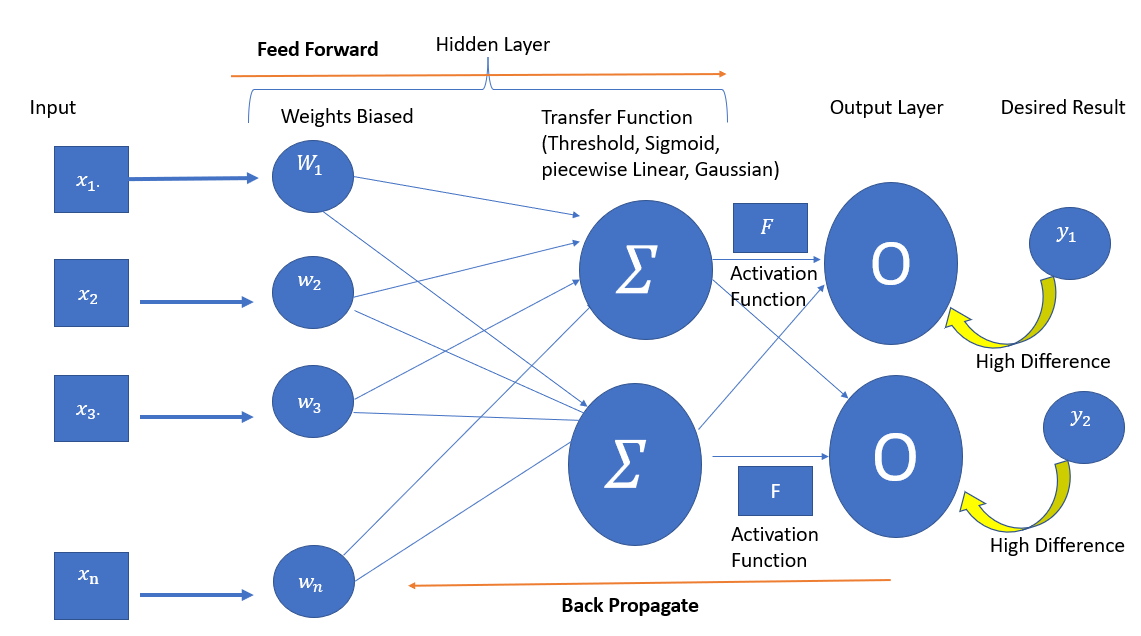 Feed Forward
Hidden Layer
Input
Weights Biased
Transfer Function
(Threshold, Sigmoid,
piecewise Linear, Gaussian)
Output Layer
Desired Result
x₁.
W₁
x₂
w₂
x₃.
w₃
xₙ
wₙ
Σ
Σ
F
Activation
Function
F
Activation
Function
O
O
y₁
High Difference
y₂
High Difference
Back Propagate